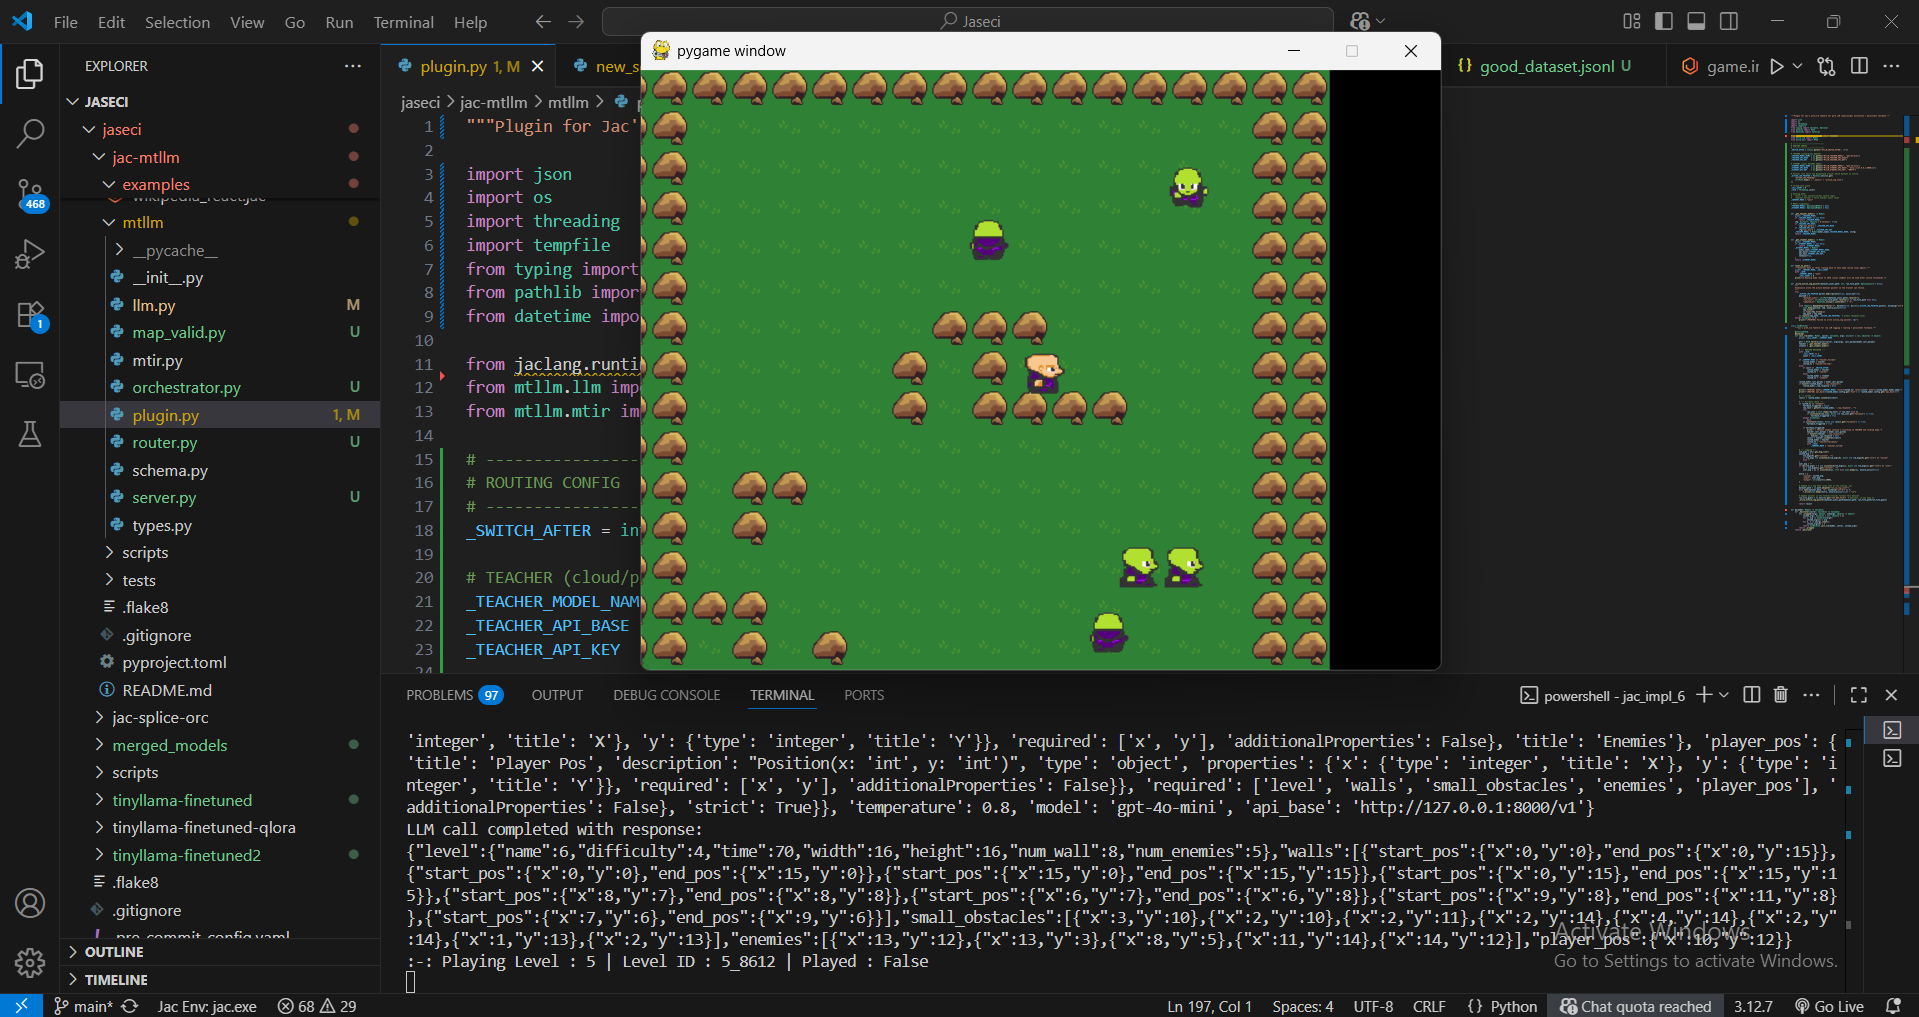 File Edit Selection View Go Run Terminal Help
Jaseci
EXPLORER
JASECI
jaseci
jac-mtllm
examples
wikipedia_react.jac
mtllm
__pycache__
__init__.py
llm.py M
map_valid.py U
mtir.py
orchestrator.py U
plugin.py 1, M
router.py U
schema.py
server.py U
types.py
scripts
tests
.flake8
.gitignore
pyproject.toml
README.md
jac-splice-orc
merged_models
scripts
tinyllama-finetuned
tinyllama-finetuned-qlora
tinyllama-finetuned2
.flake8
.gitignore
.pre-commit-config.yaml
OUTLINE
TIMELINE
468
1
plugin.py 1, M
new_s
good_dataset.jsonl U
game.ir
jaseci > jac-mtllm > mtllm >
1 """Plugin for Jac'
2
3 import json
4 import os
5 import threading
6 import tempfile
7 from typing import
8 from pathlib impor
9 from datetime impo
10
11 from jaclang.runti
12 from mtllm.llm imp
13 from mtllm.mtir im
14
15 # ----------------
16 # ROUTING CONFIG
17 # ----------------
18 _SWITCH_AFTER = in
19
20 # TEACHER (cloud/p
21 _TEACHER_MODEL_NAM
22 _TEACHER_API_BASE
23 _TEACHER_API_KEY
24
pygame window
PROBLEMS 97 OUTPUT DEBUG CONSOLE TERMINAL PORTS
powershell - jac_impl_6
'integer', 'title': 'X'}, 'y': {'type': 'integer', 'title': 'Y'}}, 'required': ['x', 'y'], 'additionalProperties': False}, 'title': 'Enemies'}, 'player_pos': {
'title': 'Player Pos', 'description': "Position(x: 'int', y: 'int')", 'type': 'object', 'properties': {'x': {'type': 'integer', 'title': 'X'}, 'y': {'type': 'i
nteger', 'title': 'Y'}}, 'required': ['x', 'y'], 'additionalProperties': False}}, 'required': ['level', 'walls', 'small_obstacles', 'enemies', 'player_pos'], '
additionalProperties': False}, 'strict': True}}, 'temperature': 0.8, 'model': 'gpt-4o-mini', 'api_base': 'http://127.0.0.1:8000/v1'}
LLM call completed with response:
{"level":{"name":6,"difficulty":4,"time":70,"width":16,"height":16,"num_wall":8,"num_enemies":5},"walls":[{"start_pos":{"x":0,"y":0},"end_pos":{"x":0,"y":15}},
{"start_pos":{"x":0,"y":0},"end_pos":{"x":15,"y":0}},{"start_pos":{"x":15,"y":0},"end_pos":{"x":15,"y":15}},{"start_pos":{"x":0,"y":15},"end_pos":{"x":15,"y":1
5}},{"start_pos":{"x":8,"y":7},"end_pos":{"x":8,"y":8}},{"start_pos":{"x":6,"y":7},"end_pos":{"x":6,"y":8}},{"start_pos":{"x":9,"y":8},"end_pos":{"x":11,"y":8}
},{"start_pos":{"x":7,"y":6},"end_pos":{"x":9,"y":6}}],"small_obstacles":[{"x":3,"y":10},{"x":2,"y":10},{"x":2,"y":11},{"x":2,"y":14},{"x":4,"y":14},{"x":2,"y"
:14},{"x":1,"y":13},{"x":2,"y":13}],"enemies":[{"x":13,"y":12},{"x":13,"y":3},{"x":8,"y":5},{"x":11,"y":14},{"x":14,"y":12}],"player_pos":{"x":10,"y":12}}
:-: Playing Level : 5 | Level ID : 5_8612 | Played : False
Activate Windows
Go to Settings to activate Windows.
main* Jac Env: jac.exe 68 29 Ln 197, Col 1 Spaces: 4 UTF-8 CRLF {} Python Chat quota reached 3.12.7 Go Live